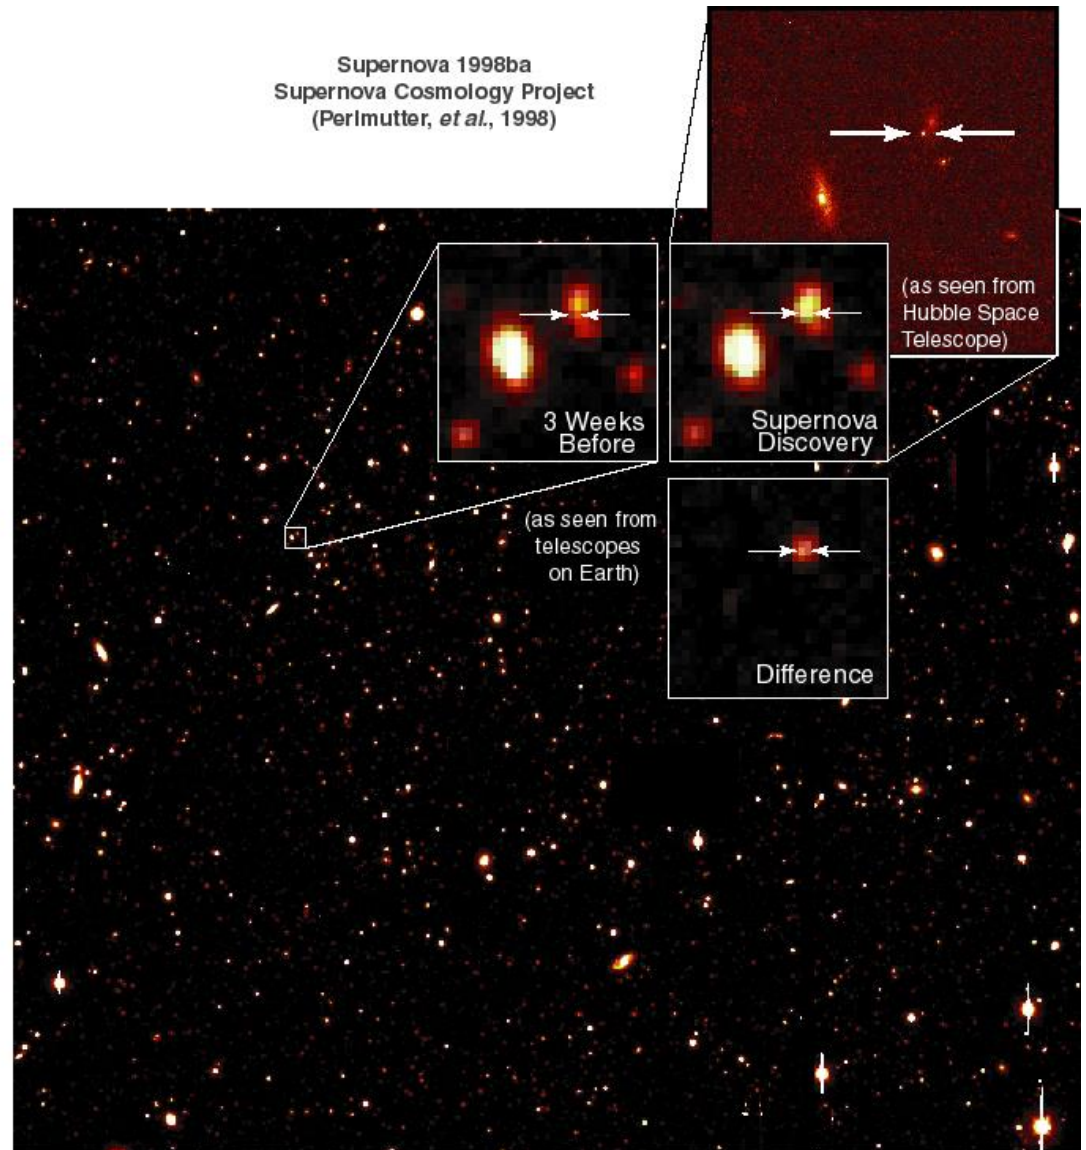 Supernova 1998ba
Supernova Cosmology Project
(Perlmutter, et al., 1998)
(as seen from
Hubble Space
Telescope)
3 Weeks
Before
Supernova
Discovery
(as seen from
telescopes
on Earth)
Difference